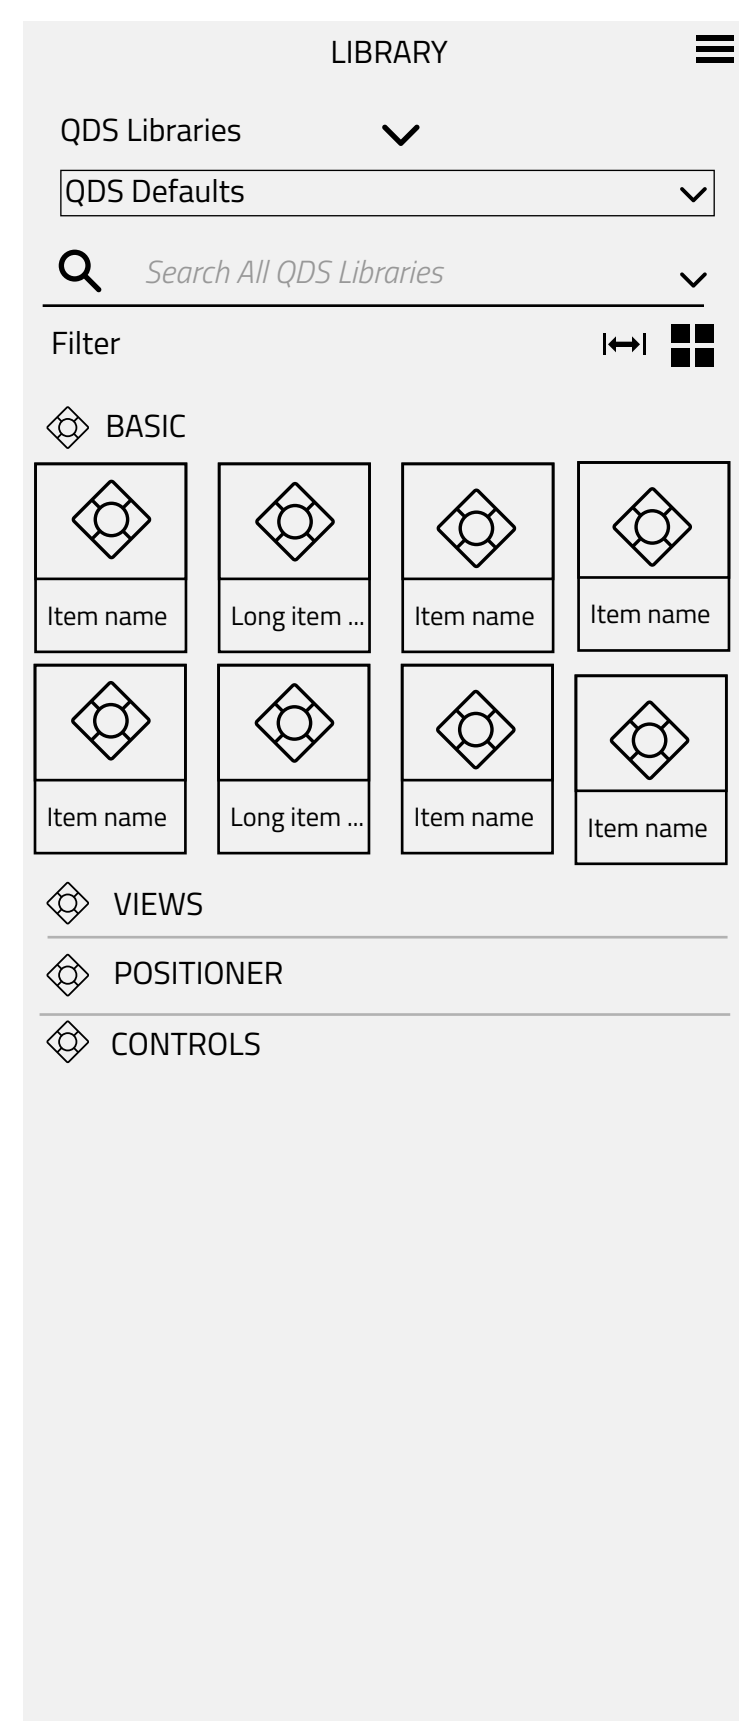 LIBRARY
QDS Libraries
QDS Defaults
Search All QDS Libraries
Filter
BASIC
Item name
Long item ...
Item name
Item name
Item name
Long item ...
Item name
Item name
VIEWS
POSITIONER
CONTROLS